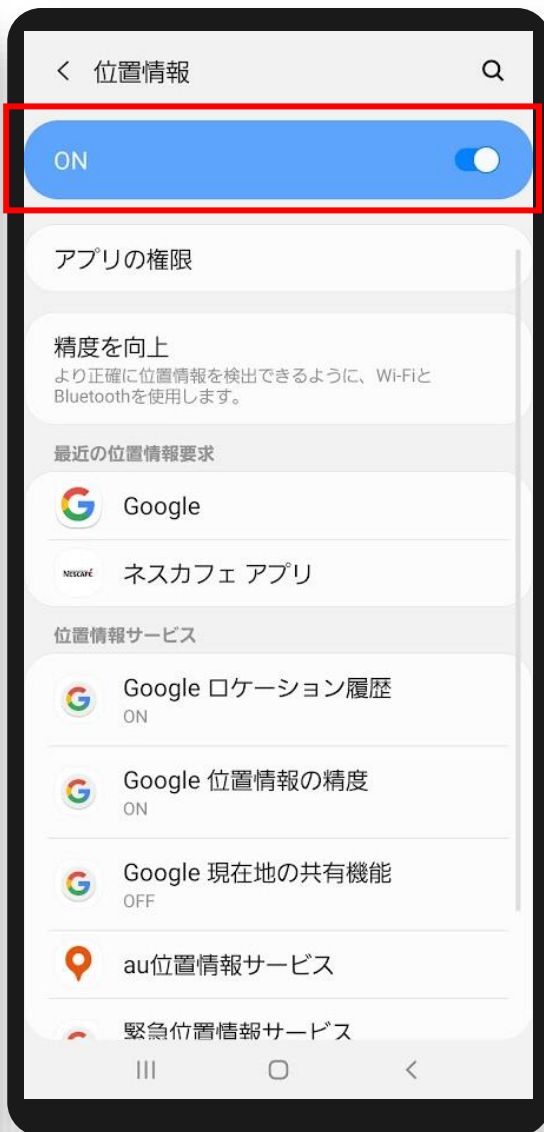 位置情報
ON
アプリの権限
精度を向上
より正確に位置情報を検出できるように、Wi-Fiと
Bluetoothを使用します。
最近の位置情報要求
Google
NESCAFÉ
ネスカフェ アプリ
位置情報サービス
Google ロケーション履歴
ON
Google 位置情報の精度
ON
Google 現在地の共有機能
OFF
au位置情報サービス
緊急位置情報サービス